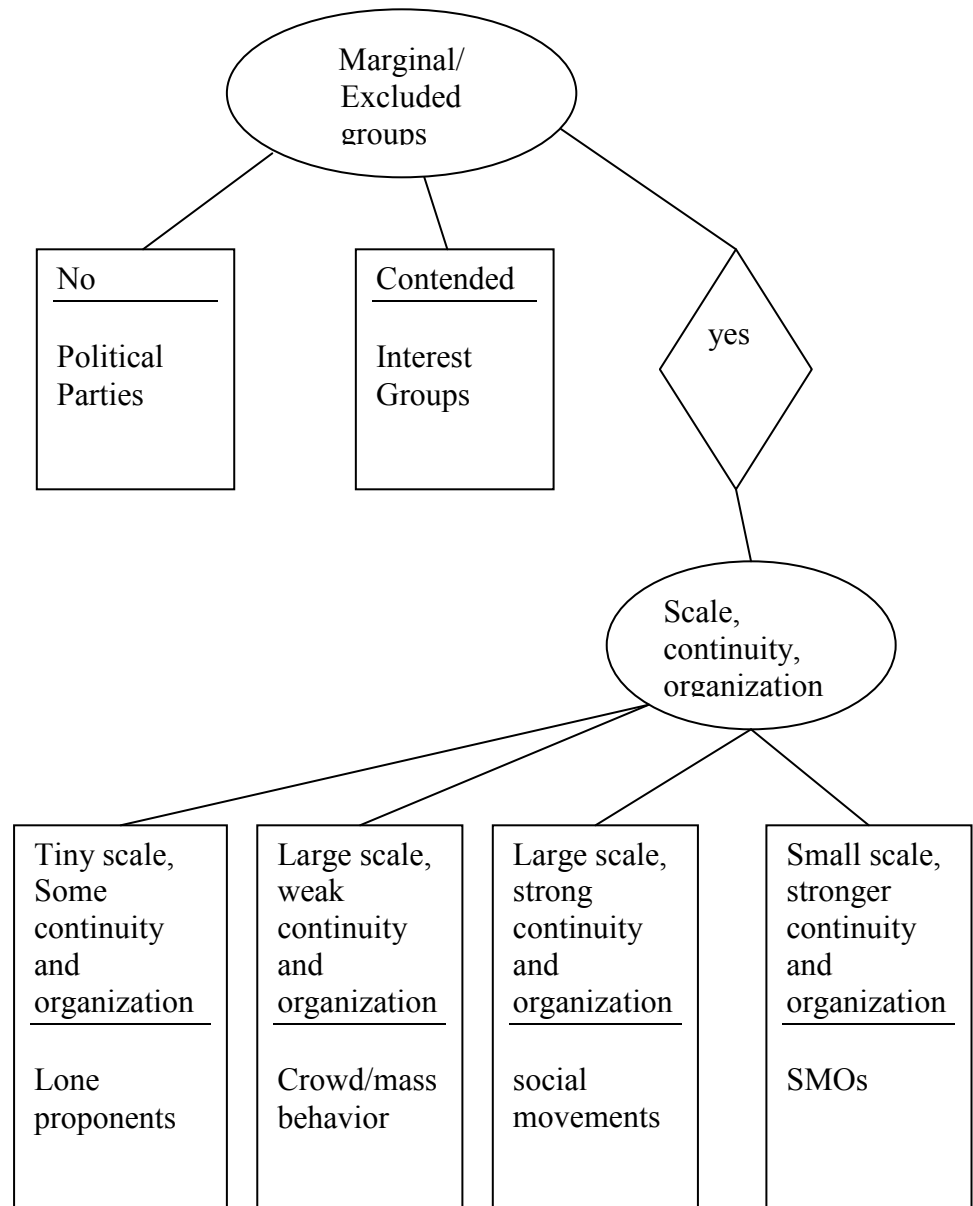 Marginal/
Excluded
groups
No
Political
Parties
Contended
Interest
Groups
yes
Scale,
continuity,
organization
Tiny scale,
Some
continuity
and
organization
Lone
proponents
Large scale,
weak
continuity
and
organization
Crowd/mass
behavior
Large scale,
strong
continuity
and
organization
social
movements
Small scale,
stronger
continuity
and
organization
SMOs